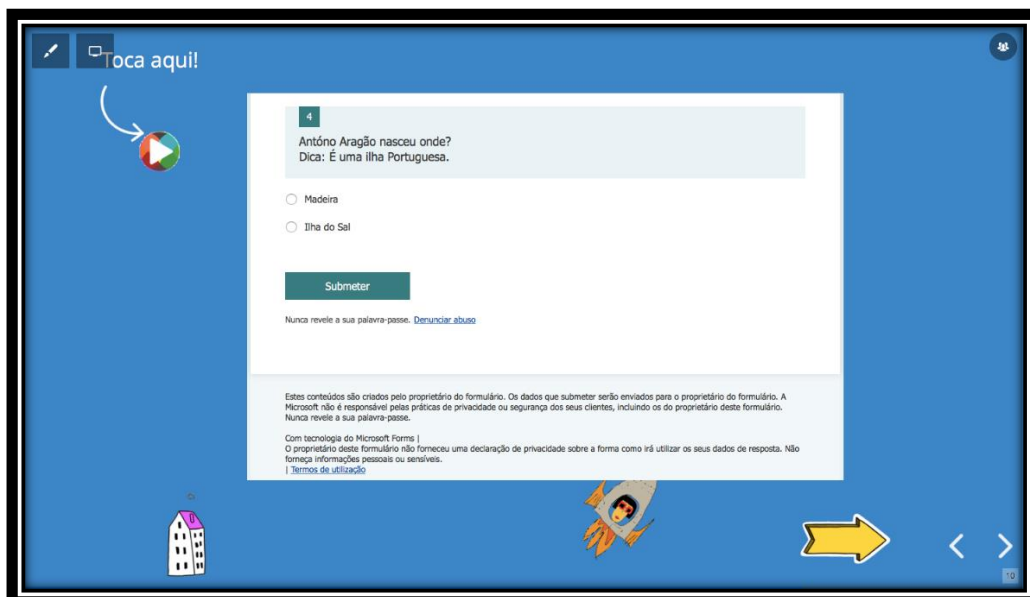 Toca aqui!
4
Antóno Aragão nasceu onde?
Dica: É uma ilha Portuguesa.
Madeira
Ilha do Sal
Submeter
Nunca revele a sua palavra-passe. Denunciar abuso
Estes conteúdos são criados pelo proprietário do formulário. Os dados que submeter serão enviados para o proprietário do formulário. A
Microsoft não é responsável pelas práticas de privacidade ou segurança dos seus clientes, incluindo os do proprietário deste formulário.
Nunca revele a sua palavra-passe.
Com tecnologia do Microsoft Forms |
O proprietário deste formulário não forneceu uma declaração de privacidade sobre a forma como irá utilizar os seus dados de resposta. Não
forneça informações pessoais ou sensíveis.
| Termos de utilização
10